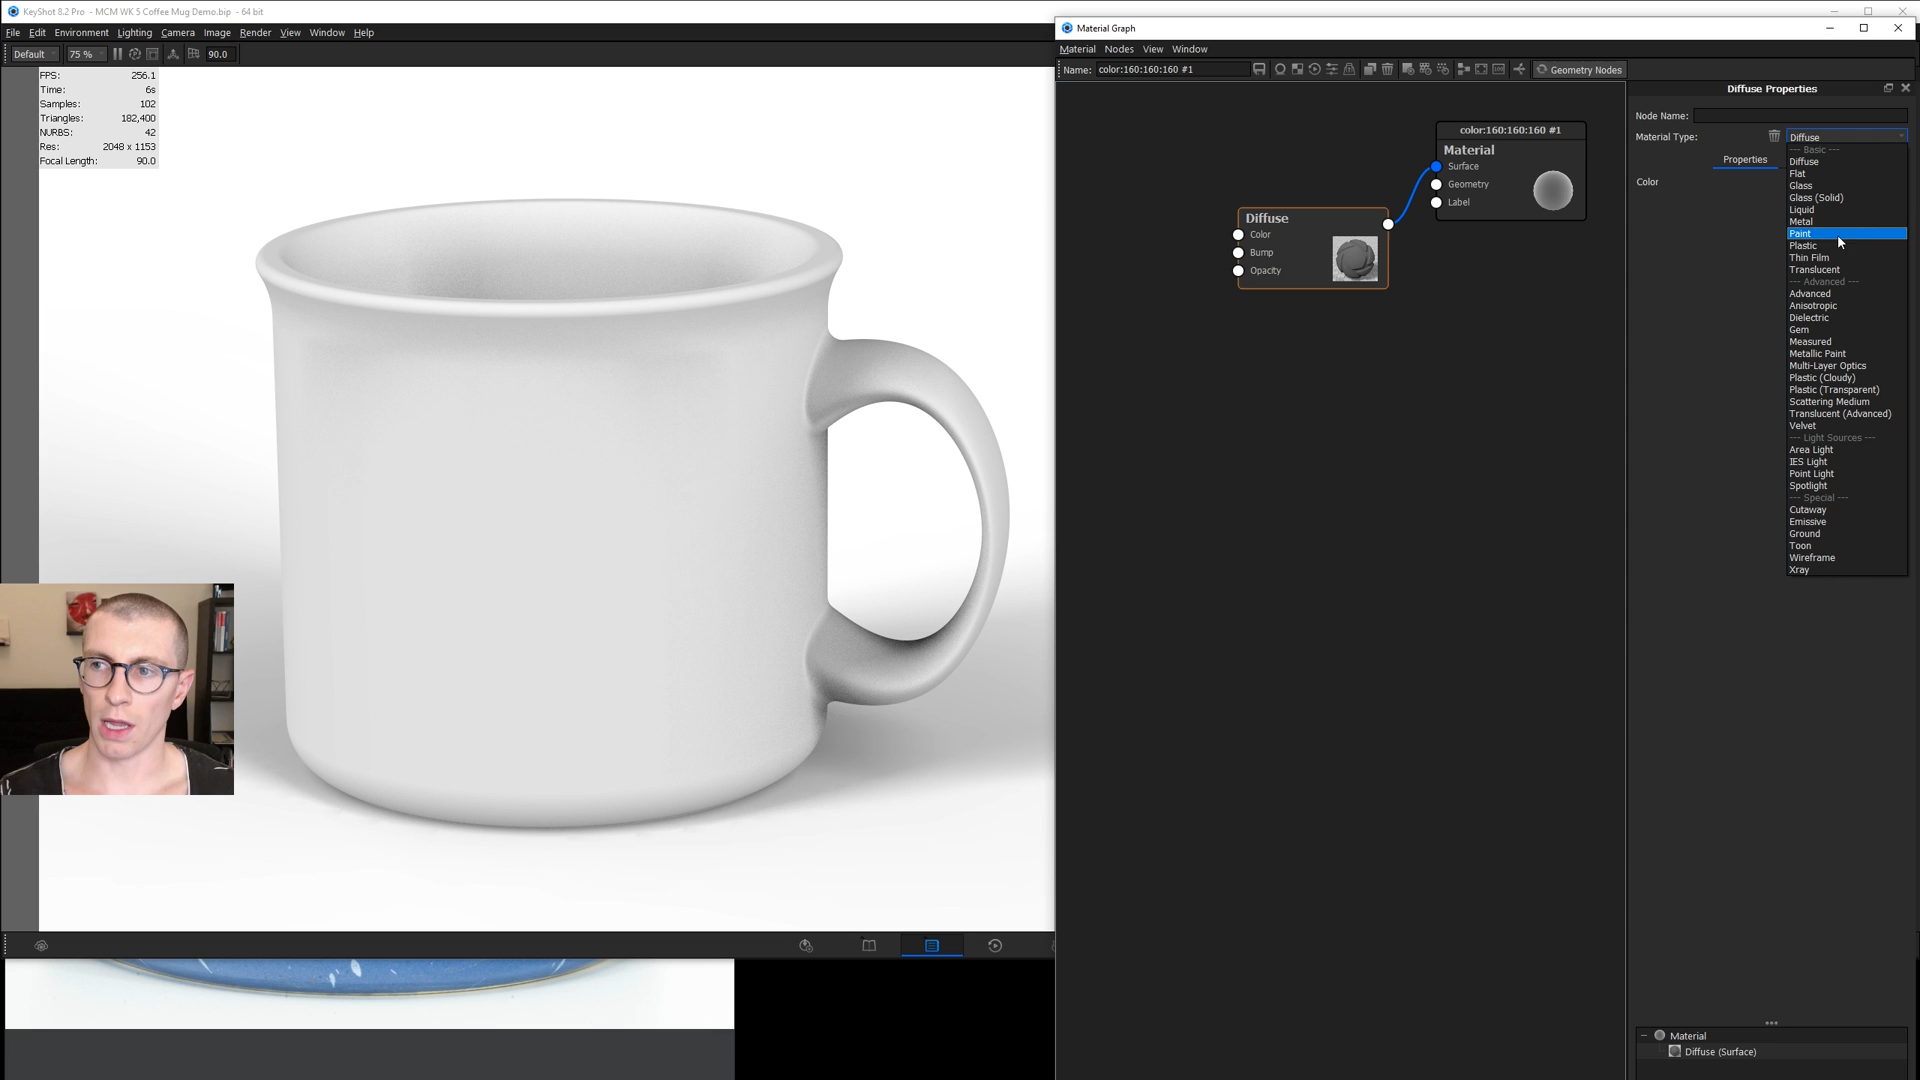 KeyShot 8.2 Pro - MCM WK 5 Coffee Mug Demo.bip - 64 bit
File Edit Environment Lighting Camera Image Render View Window Help
Default 75 % 90.0
FPS: 256.1
Time: 6s
Samples: 102
Triangles: 182,400
NURBS: 42
Res: 2048 x 1153
Focal Length: 90.0
Material Graph
Material Nodes View Window
Name: color:160:160:160 #1 Geometry Nodes
color:160:160:160 #1
Material
Surface
Geometry
Label
Diffuse
Color
Bump
Opacity
Diffuse Properties
Node Name:
Material Type: Diffuse
Properties
Color
--- Basic ---
Diffuse
Flat
Glass
Glass (Solid)
Liquid
Metal
Paint
Plastic
Thin Film
Translucent
--- Advanced ---
Advanced
Anisotropic
Dielectric
Gem
Measured
Metallic Paint
Multi-Layer Optics
Plastic (Cloudy)
Plastic (Transparent)
Scattering Medium
Translucent (Advanced)
Velvet
--- Light Sources ---
Area Light
IES Light
Point Light
Spotlight
--- Special ---
Cutaway
Emissive
Ground
Toon
Wireframe
Xray
Material
Diffuse (Surface)